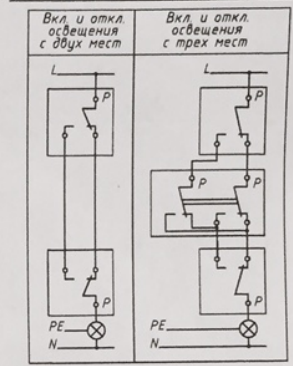 Вкл. и откл.
освещения
с двух мест
L
P
P
PE
N
Вкл. и откл.
освещения
с трех мест
L
P
P P
P
PE
N